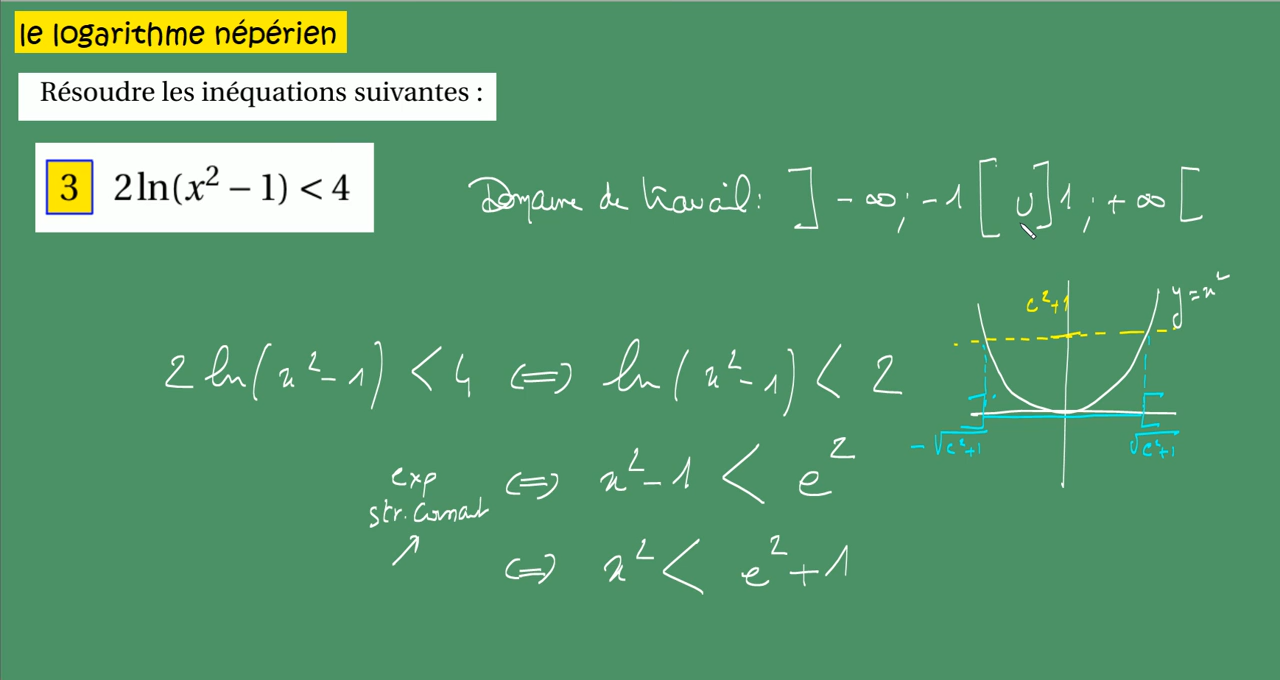 le logarithme népérien
Résoudre les inéquations suivantes :
3 2ln(x² – 1) < 4
Domaine de travail : ]-∞ ; -1[ ∪ ]1 ; +∞[
e²+1
y = x²
2 ln(x²-1) < 4 ⟺ ln(x²-1) < 2
-√e²+1
√e²+1
exp ⟺ x²-1 < e²
str.
↗
⟺ x² < e²+1